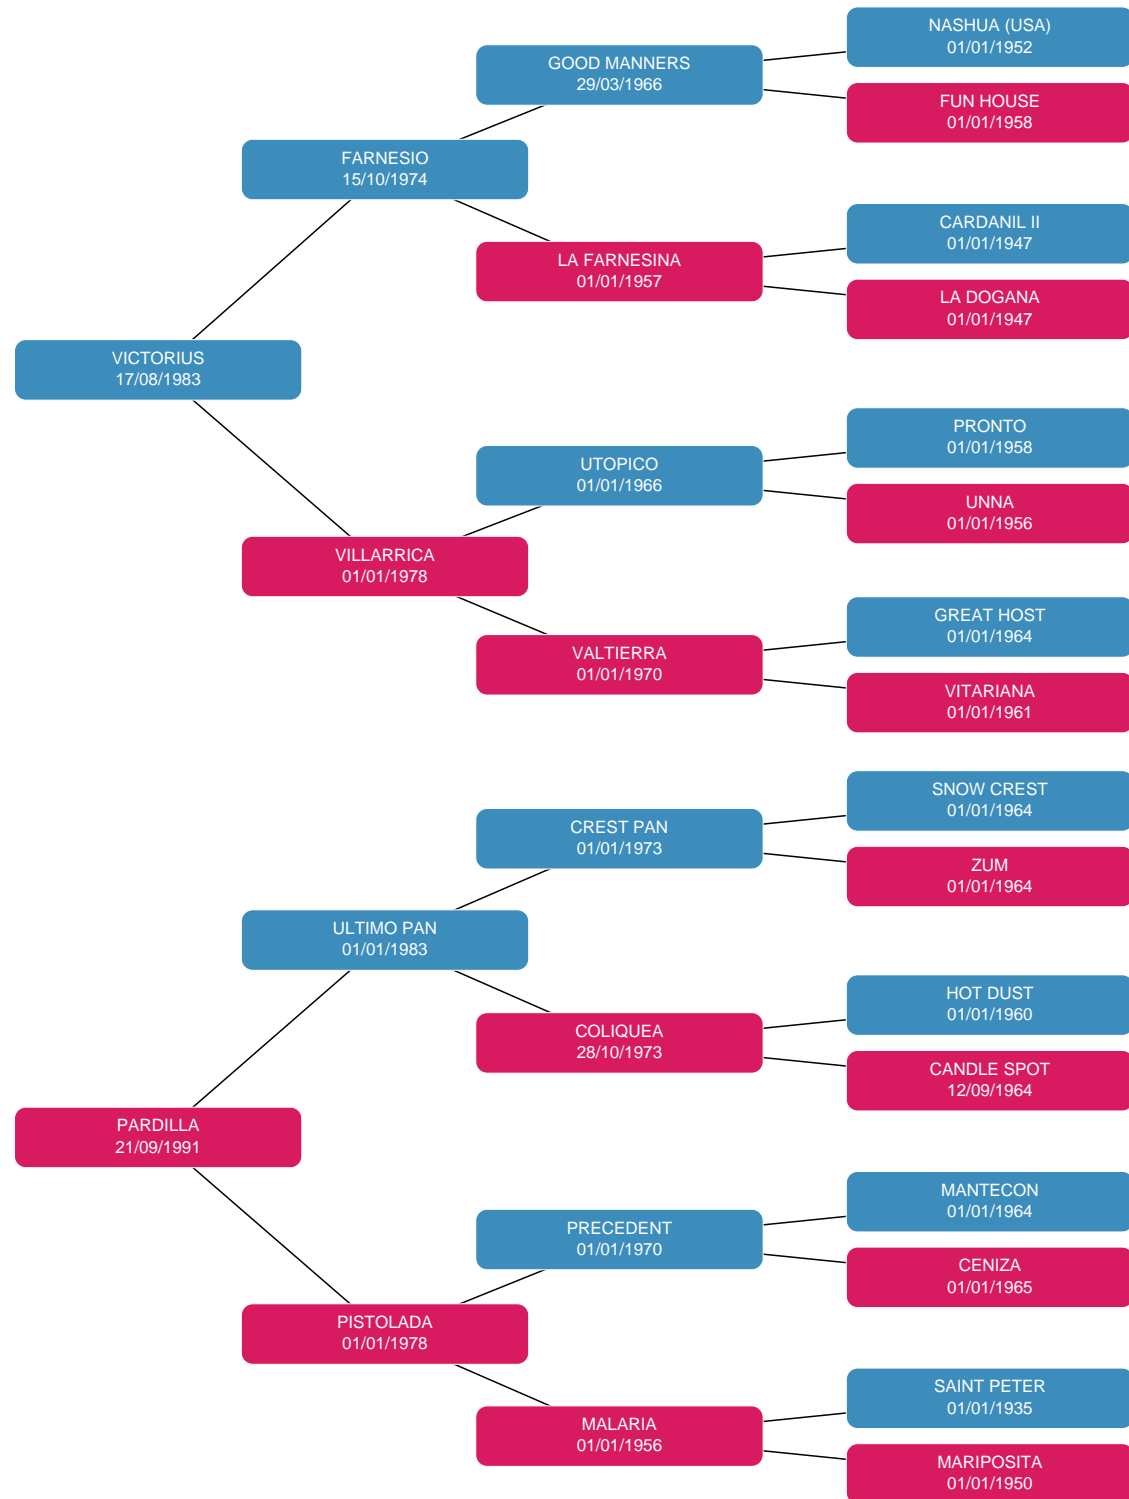 NASHUA (USA)
01/01/1952
GOOD MANNERS
29/03/1966
FUN HOUSE
01/01/1958
FARNESIO
15/10/1974
CARDANIL II
01/01/1947
LA FARNESINA
01/01/1957
LA DOGANA
01/01/1947
VICTORIUS
17/08/1983
PRONTO
01/01/1958
UTOPICO
01/01/1966
UNNA
01/01/1956
VILLARRICA
01/01/1978
GREAT HOST
01/01/1964
VALTIERRA
01/01/1970
VITARIANA
01/01/1961
SNOW CREST
01/01/1964
CREST PAN
01/01/1973
ZUM
01/01/1964
ULTIMO PAN
01/01/1983
HOT DUST
01/01/1960
COLIQUEA
28/10/1973
CANDLE SPOT
12/09/1964
PARDILLA
21/09/1991
MANTECON
01/01/1964
PRECEDENT
01/01/1970
CENIZA
01/01/1965
PISTOLADA
01/01/1978
SAINT PETER
01/01/1935
MALARIA
01/01/1956
MARIPOSITA
01/01/1950